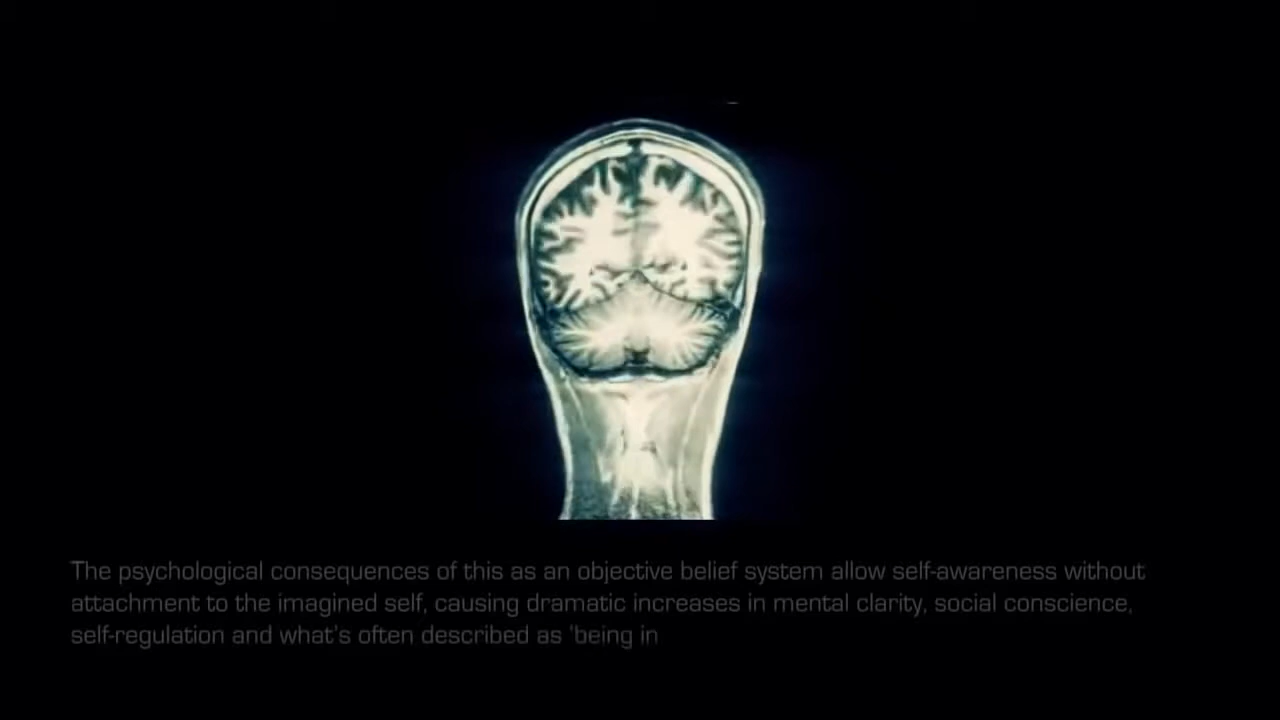 The psychological consequences of this as an objective belief system allow self-awareness without
attachment to the imagined self, causing dramatic increases in mental clarity, social conscience,
self-regulation and what's often described as 'being in